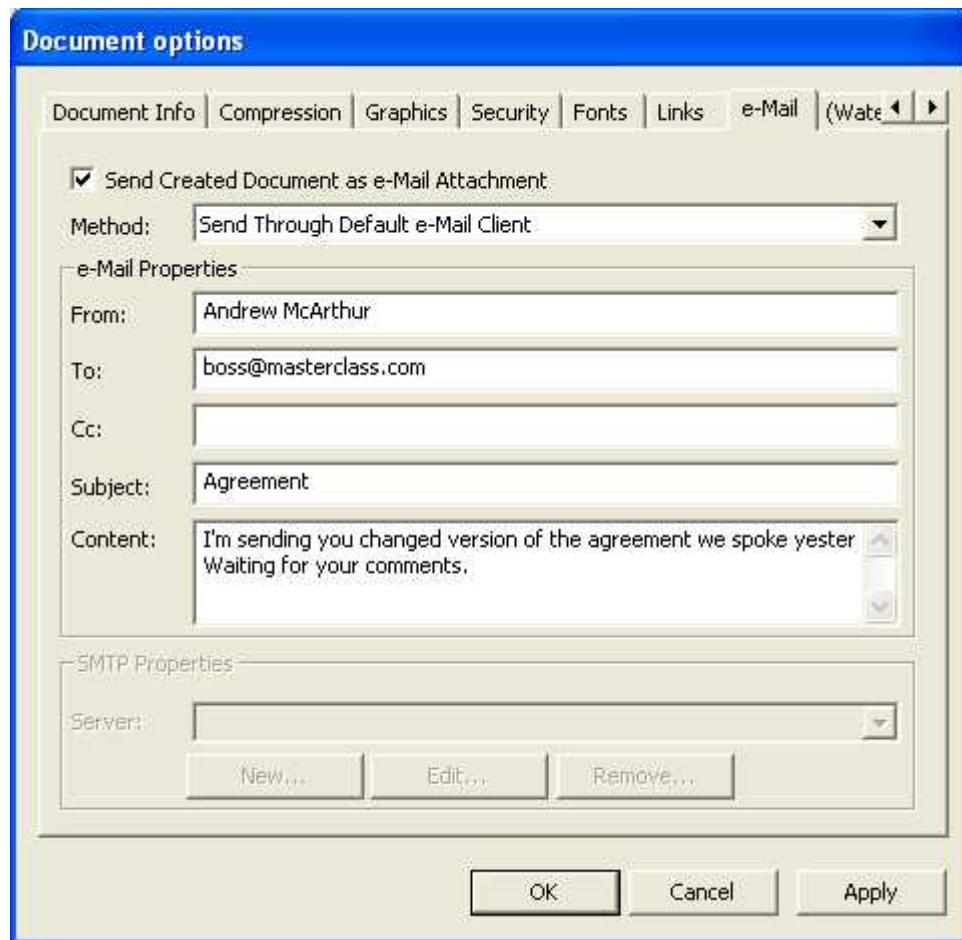 Document options
Document Info Compression Graphics Security Fonts Links e-Mail (Wate
Send Created Document as e-Mail Attachment
Method: Send Through Default e-Mail Client
e-Mail Properties
From: Andrew McArthur
To: boss@masterclass.com
Cc:
Subject: Agreement
Content: I'm sending you changed version of the agreement we spoke yester
Waiting for your comments.
SMTP Properties
Server:
New... Edit... Remove...
OK Cancel Apply